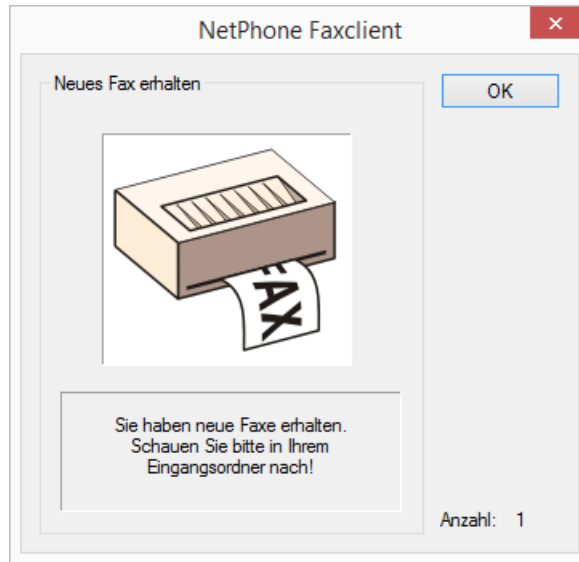 NetPhone Faxclient
Neues Fax erhalten
OK
FAX
Sie haben neue Faxe erhalten.
Schauen Sie bitte in Ihrem
Eingangsordner nach!
Anzahl: 1